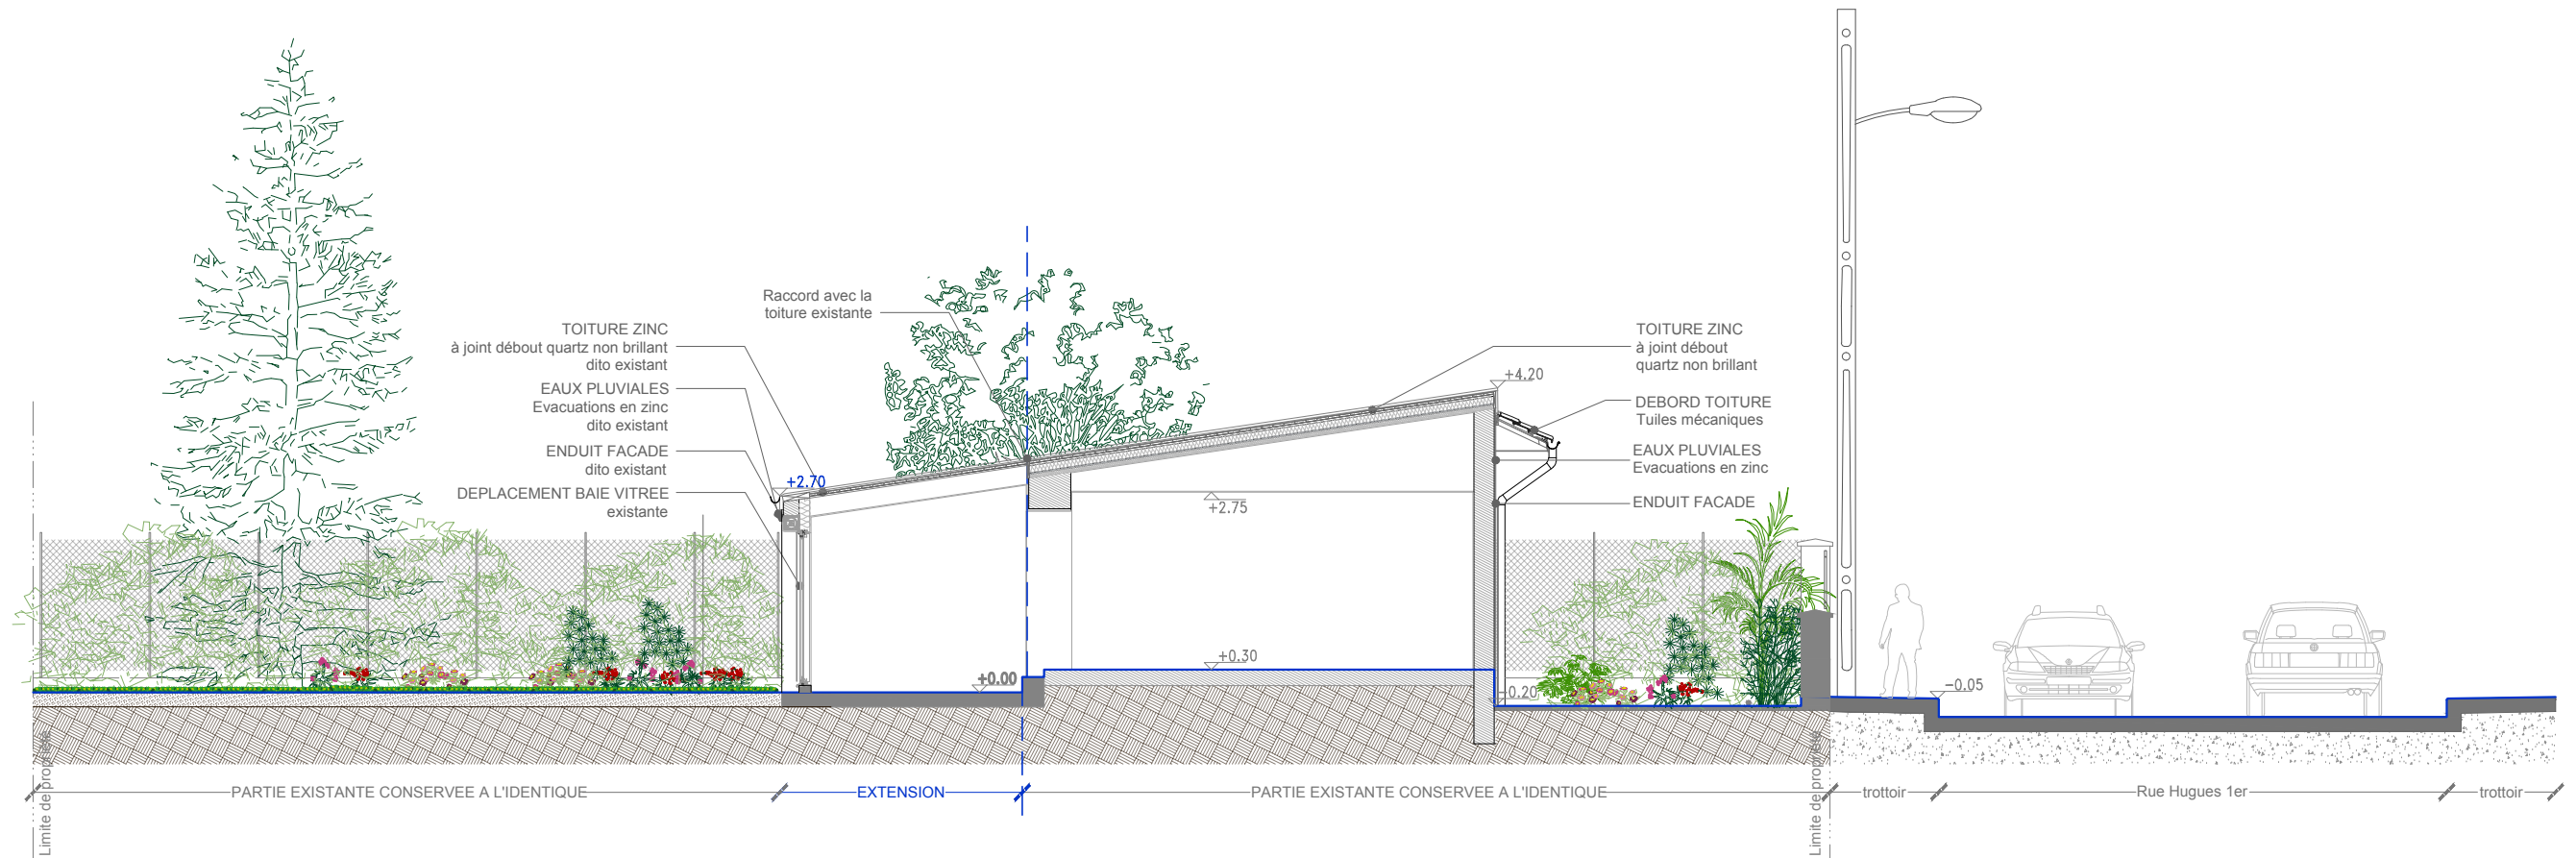 Raccord avec la
toiture existante
TOITURE ZINC
à joint débout quartz non brillant
dito existant
EAUX PLUVIALES
Evacuations en zinc
dito existant
ENDUIT FACADE
dito existant
DEPLACEMENT BAIE VITREE
existante
+2.70
+2.75
+4.20
TOITURE ZINC
à joint débout
quartz non brillant
DEBORD TOITURE
Tuiles mécaniques
EAUX PLUVIALES
Evacuations en zinc
ENDUIT FACADE
+0.00
+0.30
-0.20
-0.05
Limite de propriété
PARTIE EXISTANTE CONSERVEE A L'IDENTIQUE
EXTENSION
PARTIE EXISTANTE CONSERVEE A L'IDENTIQUE
Limite de propriété
trottoir
Rue Hugues 1er
trottoir